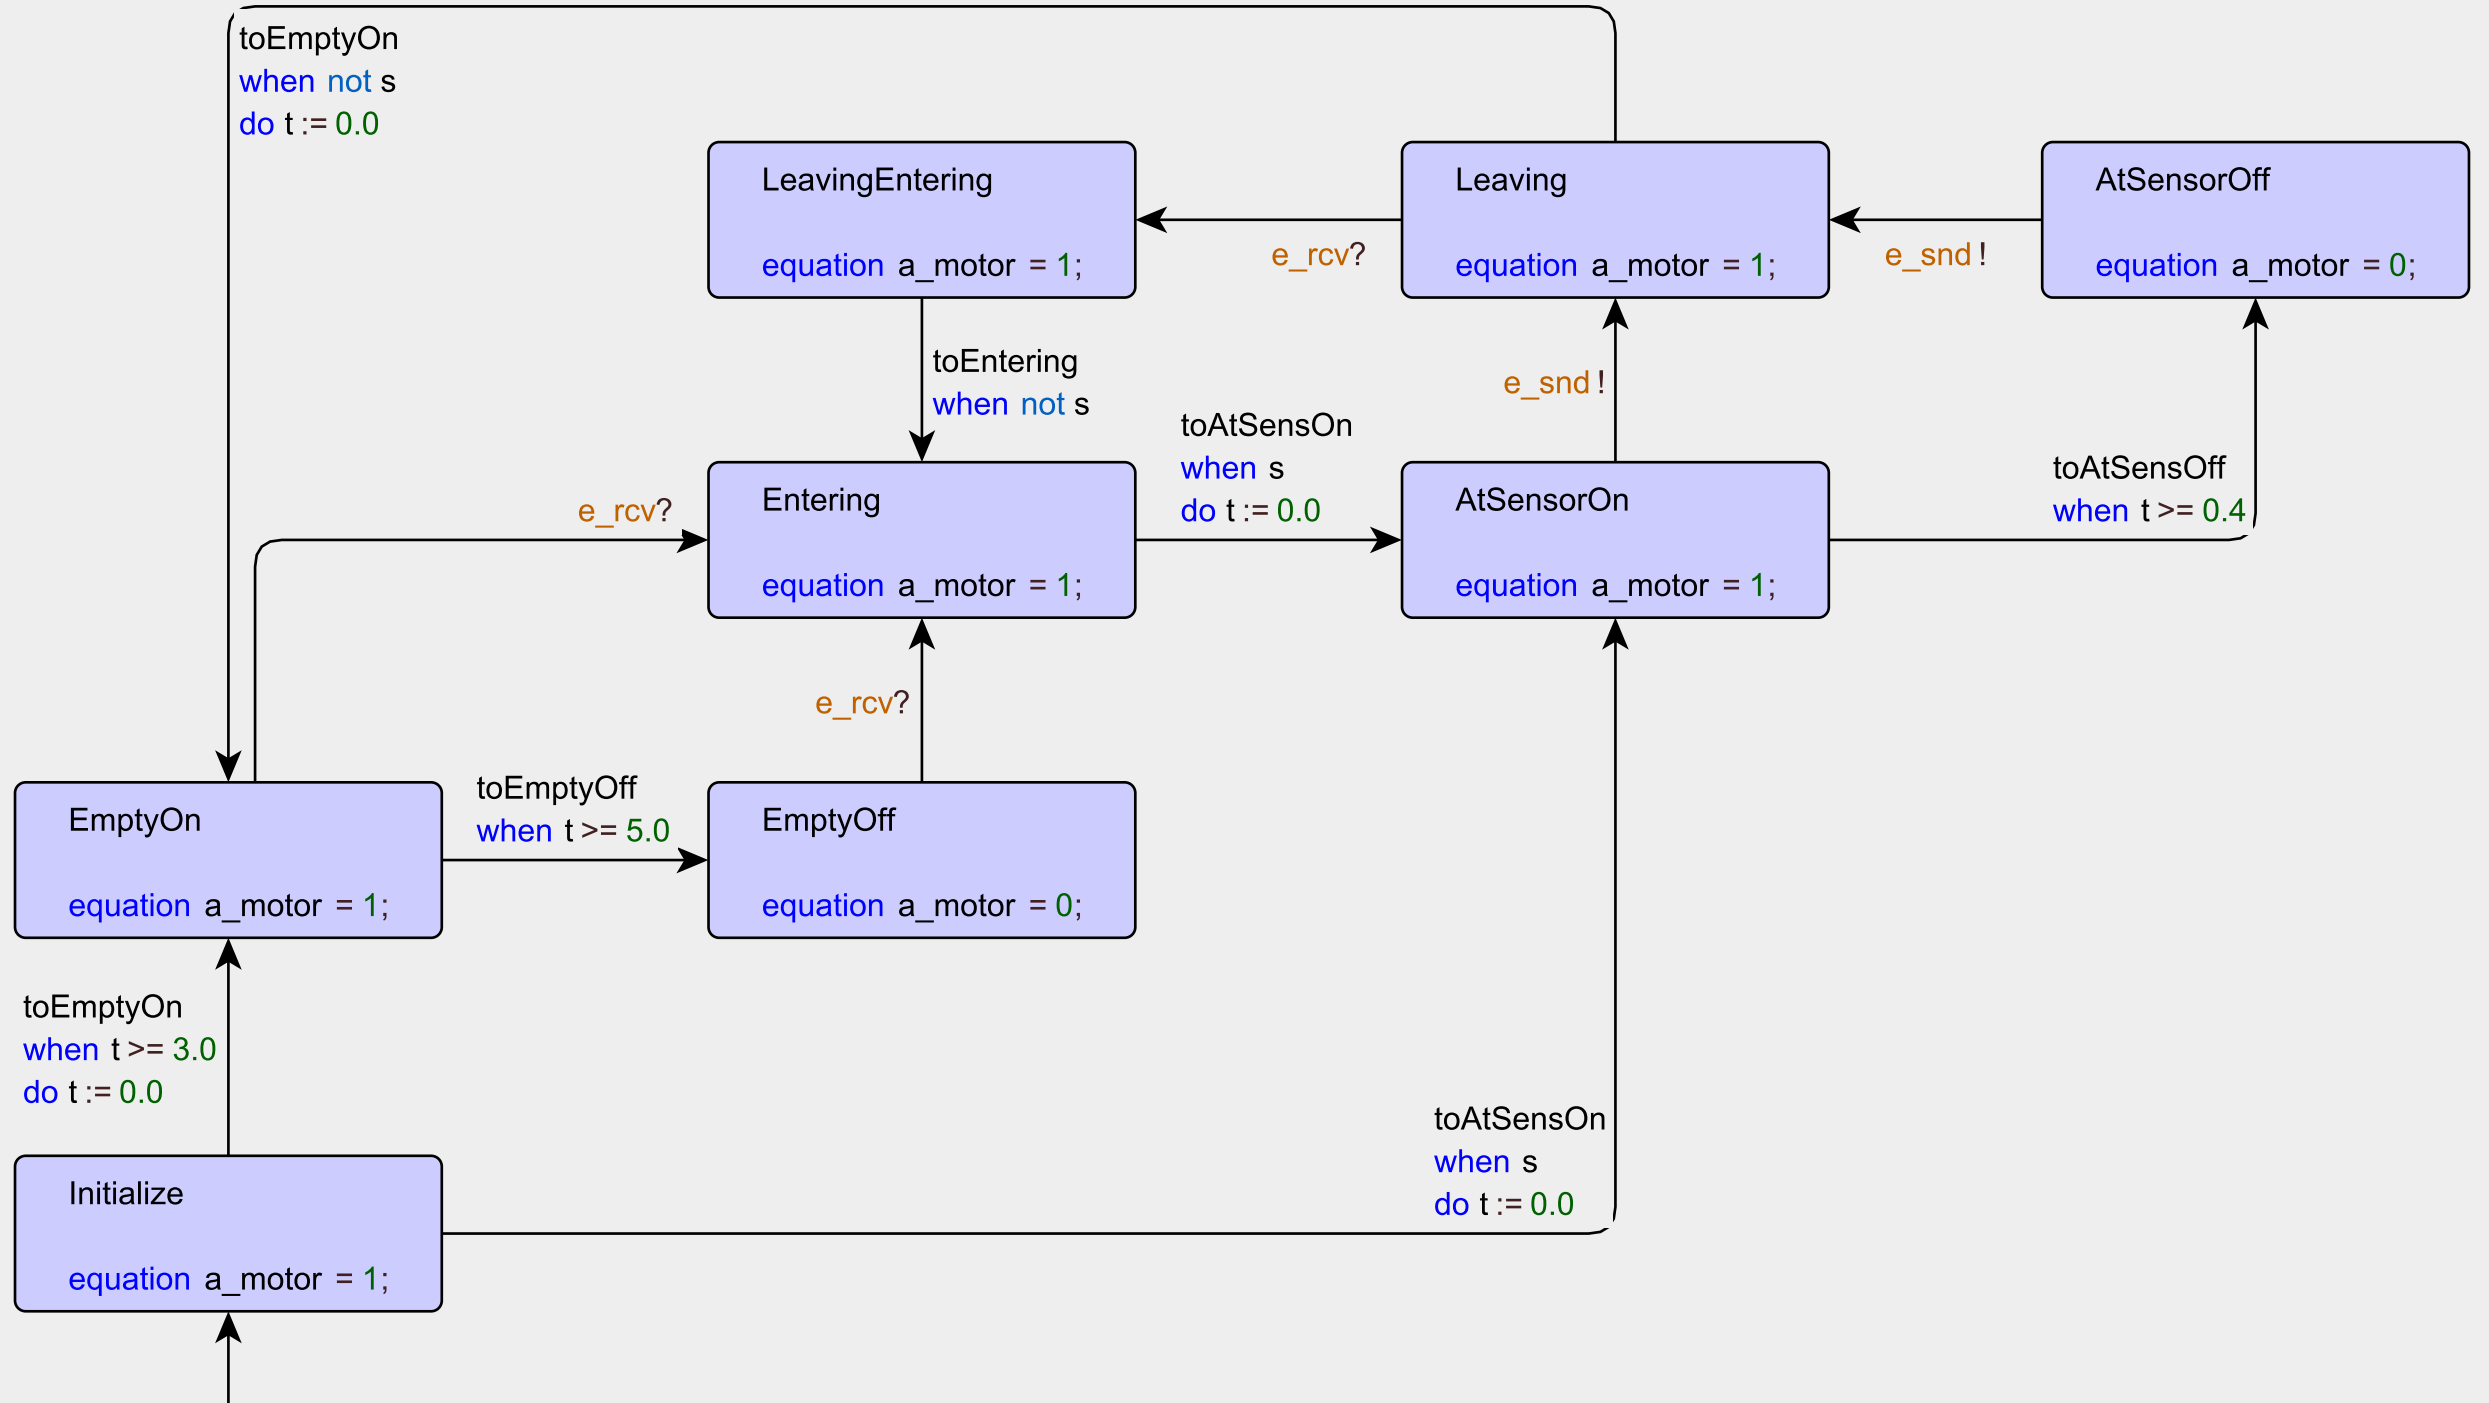 toEmptyOn
when not s
do t := 0.0
LeavingEntering
equation a_motor = 1;
e_rcv?
Leaving
equation a_motor = 1;
e_snd!
AtSensorOff
equation a_motor = 0;
toEntering
when not s
e_snd!
toAtSensOn
when s
do t := 0.0
toAtSensOff
when t >= 0.4
e_rcv?
Entering
equation a_motor = 1;
AtSensorOn
equation a_motor = 1;
e_rcv?
EmptyOn
equation a_motor = 1;
toEmptyOff
when t >= 5.0
EmptyOff
equation a_motor = 0;
toEmptyOn
when t >= 3.0
do t := 0.0
toAtSensOn
when s
do t := 0.0
Initialize
equation a_motor = 1;